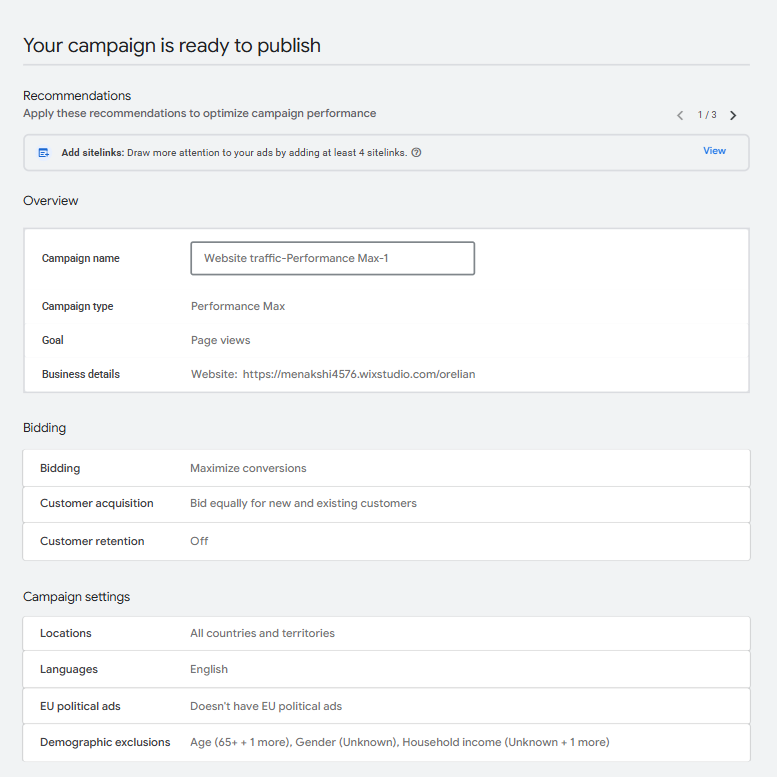 Your campaign is ready to publish
Recommendations
Apply these recommendations to optimize campaign performance
1 / 3
Add sitelinks: Draw more attention to your ads by adding at least 4 sitelinks.
View
Overview
Campaign name Website traffic-Performance Max-1
Campaign type Performance Max
Goal Page views
Business details Website: https://menakshi4576.wixstudio.com/orelian
Bidding
Bidding Maximize conversions
Customer acquisition Bid equally for new and existing customers
Customer retention Off
Campaign settings
Locations All countries and territories
Languages English
EU political ads Doesn't have EU political ads
Demographic exclusions Age (65+ + 1 more), Gender (Unknown), Household income (Unknown + 1 more)